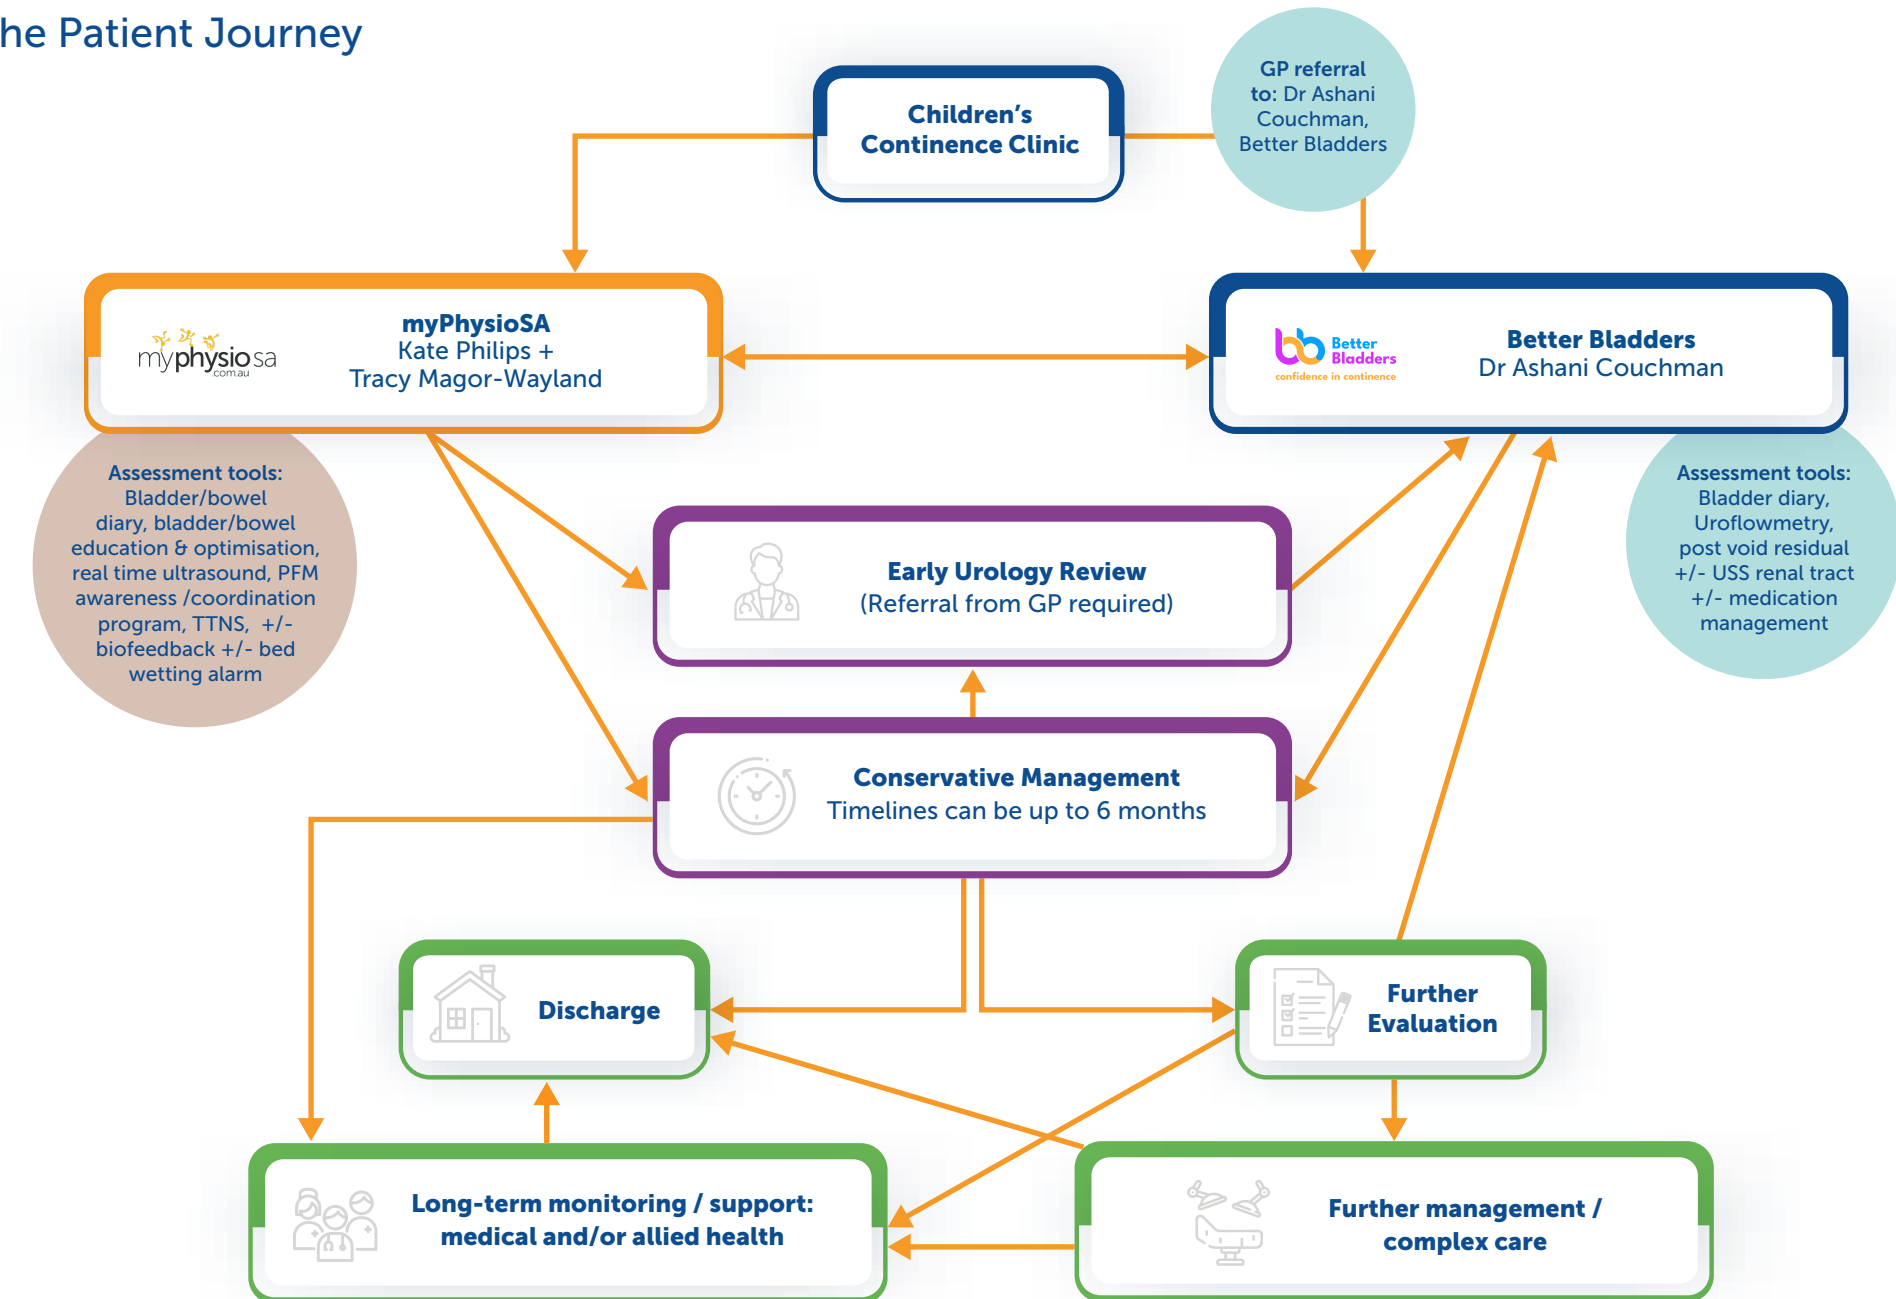 he Patient Journey
Children's
Continence Clinic
GP referral
to: Dr Ashani
Couchman,
Better Bladders
myphysiosa
.com.au
myPhysioSA
Kate Philips +
Tracy Magor-Wayland
Better
Bladders
confidence in continence
Better Bladders
Dr Ashani Couchman
Assessment tools:
Bladder/bowel
diary, bladder/bowel
education & optimisation,
real time ultrasound, PFM
awareness /coordination
program, TTNS, +/-
biofeedback +/- bed
wetting alarm
Assessment tools:
Bladder diary,
Uroflowmetry,
post void residual
+/- USS renal tract
+/- medication
management
Early Urology Review
(Referral from GP required)
Conservative Management
Timelines can be up to 6 months
Discharge
Further
Evaluation
Long-term monitoring / support:
medical and/or allied health
Further management /
complex care